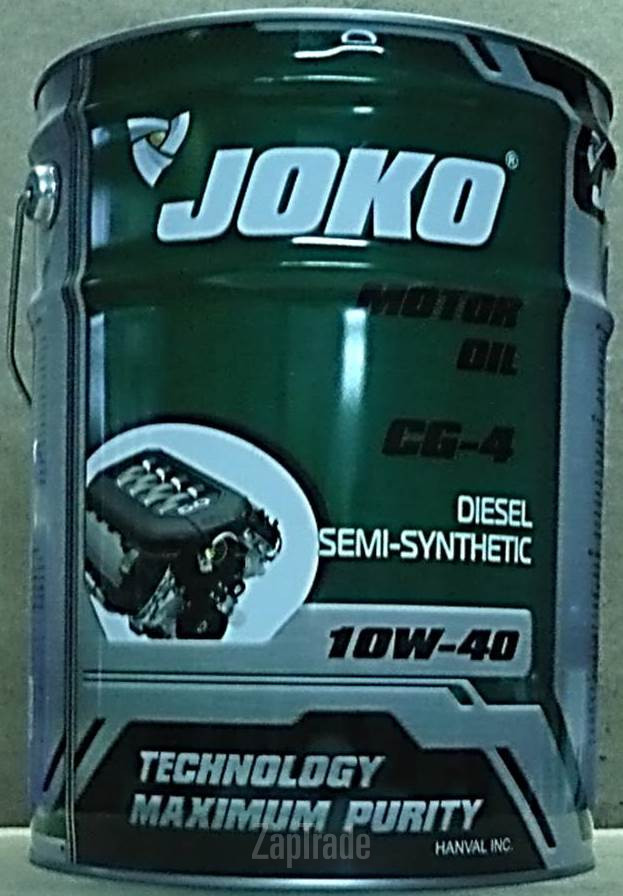 JOKO®
MOTOR
OIL
CG-4
DIESEL
SEMI-SYNTHETIC
10W-40
TECHNOLOGY
MAXIMUM PURITY
HANVAL INC.
ZapTrade